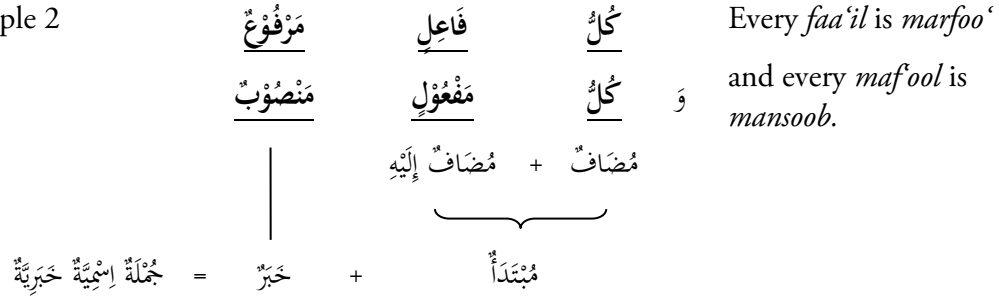 ple 2 مَرْفُوْعٌ فَاعِلٍ كُلُّ Every faa‘il is marfoo‘
مَنْصُوْبٌ مَفْعُوْلٍ كُلُّ وَ and every maf‘ool is mansoob.
مُضَافٌ + مُضَافٌ إِلَيْهِ
مُبْتَدَأٌ + خَبَرٌ = جُمْلَةٌ اِسْمِيَّةٌ خَبَرِيَّةٌ